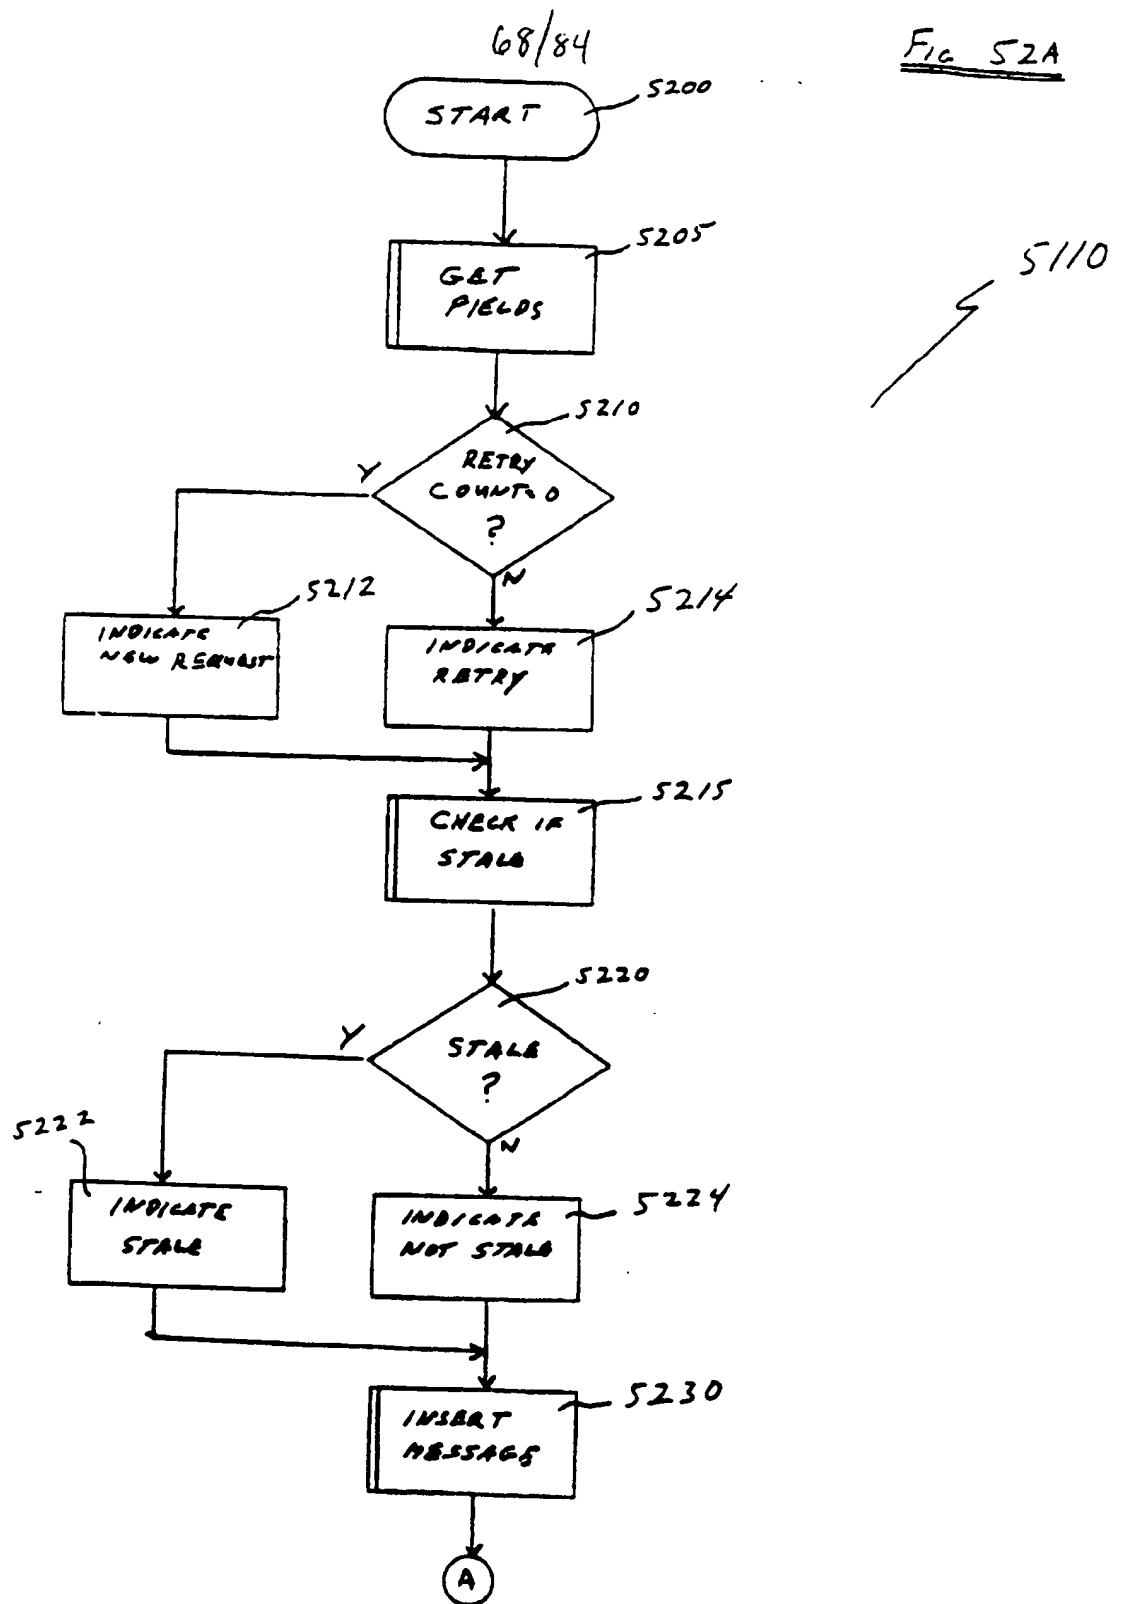 68/84
Fig 52A
START
5200
GET
FIELDS
5205
5110
RETRY
COUNT=0
?
5210
Y
N
INDICATE
NEW REQUEST
5212
INDICATE
RETRY
5214
CHECK IF
STALE
5215
STALE
?
5220
Y
N
5222
INDICATE
STALE
INDICATE
NOT STALE
5224
INSERT
MESSAGE
5230
A